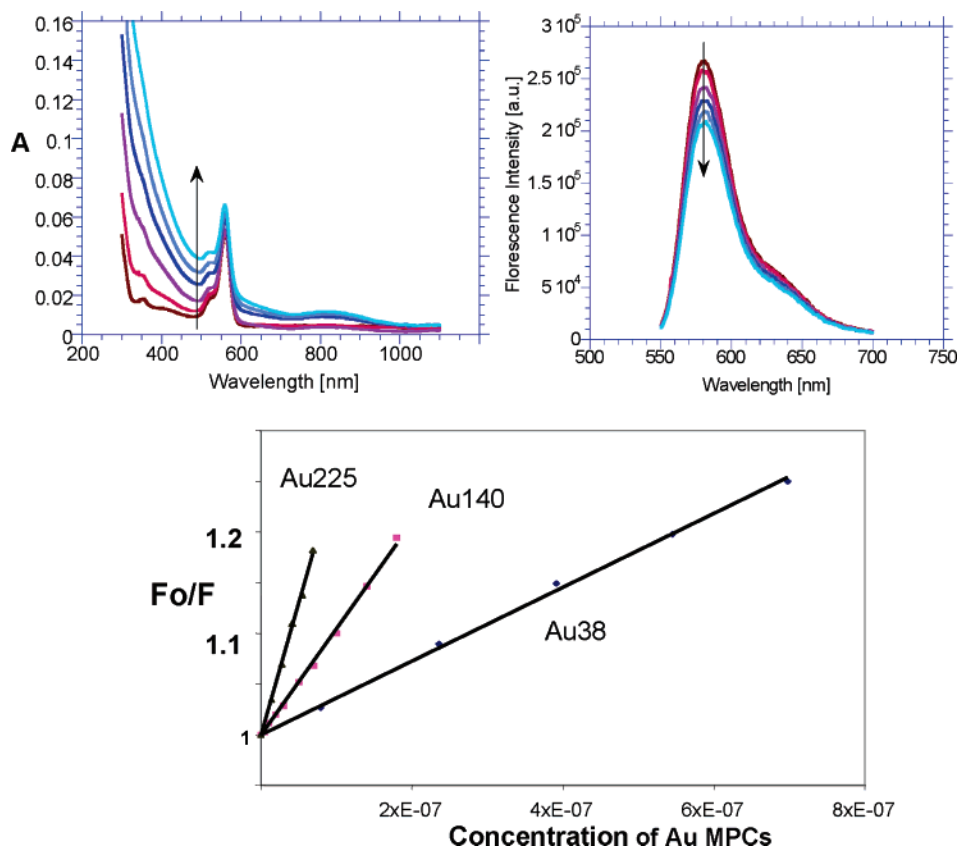 0.16
0.14
0.12
0.1
0.08
0.06
0.04
0.02
0
A
200 400 600 800 1000
Wavelength [nm]
3 10^5
2.5 10^5
2 10^5
1.5 10^5
1 10^5
5 10^4
0
Florescence Intensity [a.u.]
500 550 600 650 700 750
Wavelength [nm]
Au225
Au140
Au38
1.2
Fo/F
1.1
1
2xE-07 4xE-07 6xE-07 8xE-07
Concentration of Au MPCs